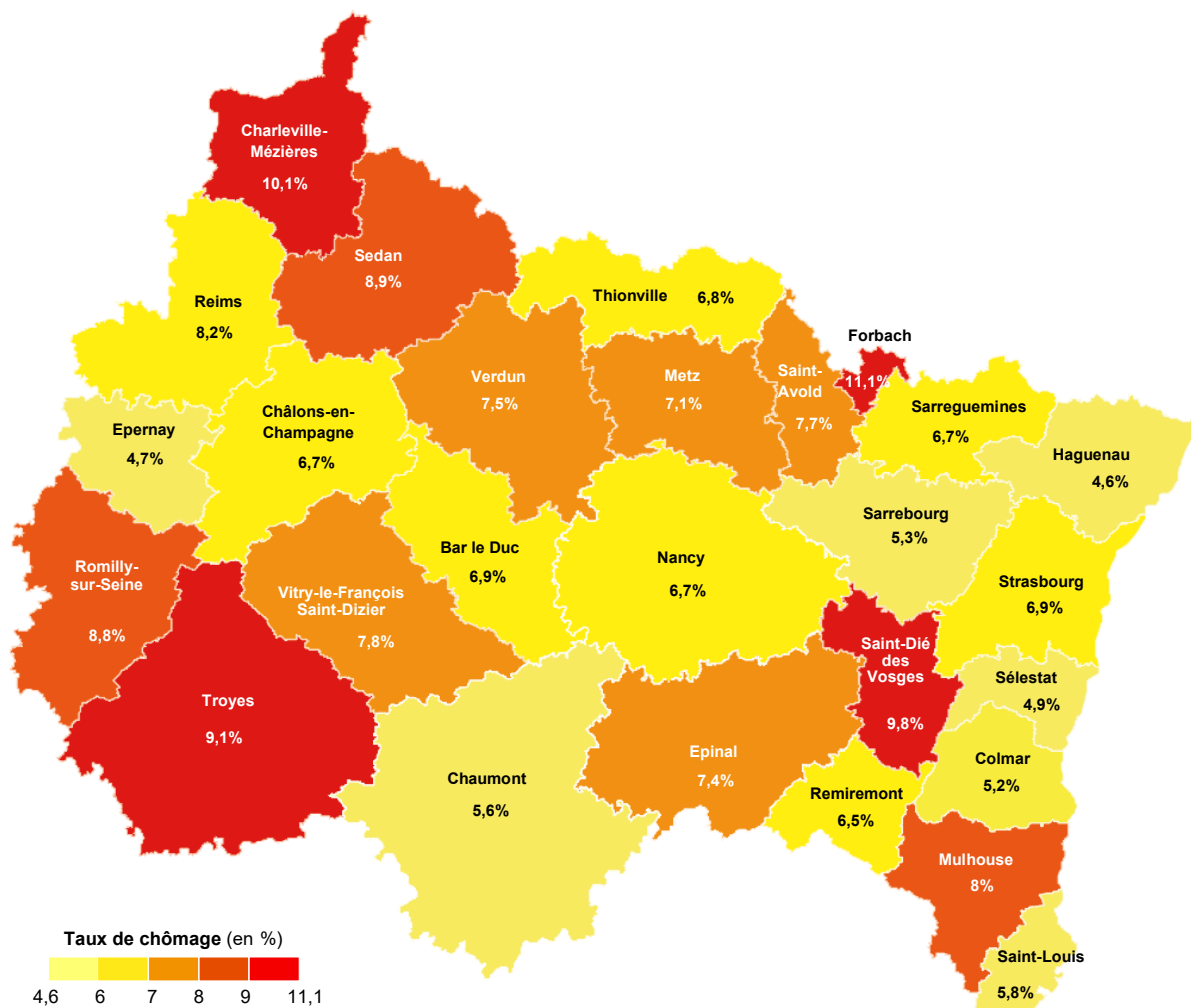 Charleville-
Mézières
10,1%
Sedan
8,9%
Reims
8,2%
Thionville 6,8%
Forbach
11,1%
Verdun
7,5%
Metz
7,1%
Saint-
Avold
7,7%
Sarreguemines
6,7%
Epernay
4,7%
Châlons-en-
Champagne
6,7%
Haguenau
4,6%
Sarrebourg
5,3%
Romilly-
sur-Seine
8,8%
Vitry-le-François
Saint-Dizier
7,8%
Bar le Duc
6,9%
Nancy
6,7%
Strasbourg
6,9%
Saint-Dié
des
Vosges
9,8%
Sélestat
4,9%
Troyes
9,1%
Chaumont
5,6%
Epinal
7,4%
Remiremont
6,5%
Colmar
5,2%
Mulhouse
8%
Saint-Louis
5,8%
Taux de chômage (en %)
4,6 6 7 8 9 11,1